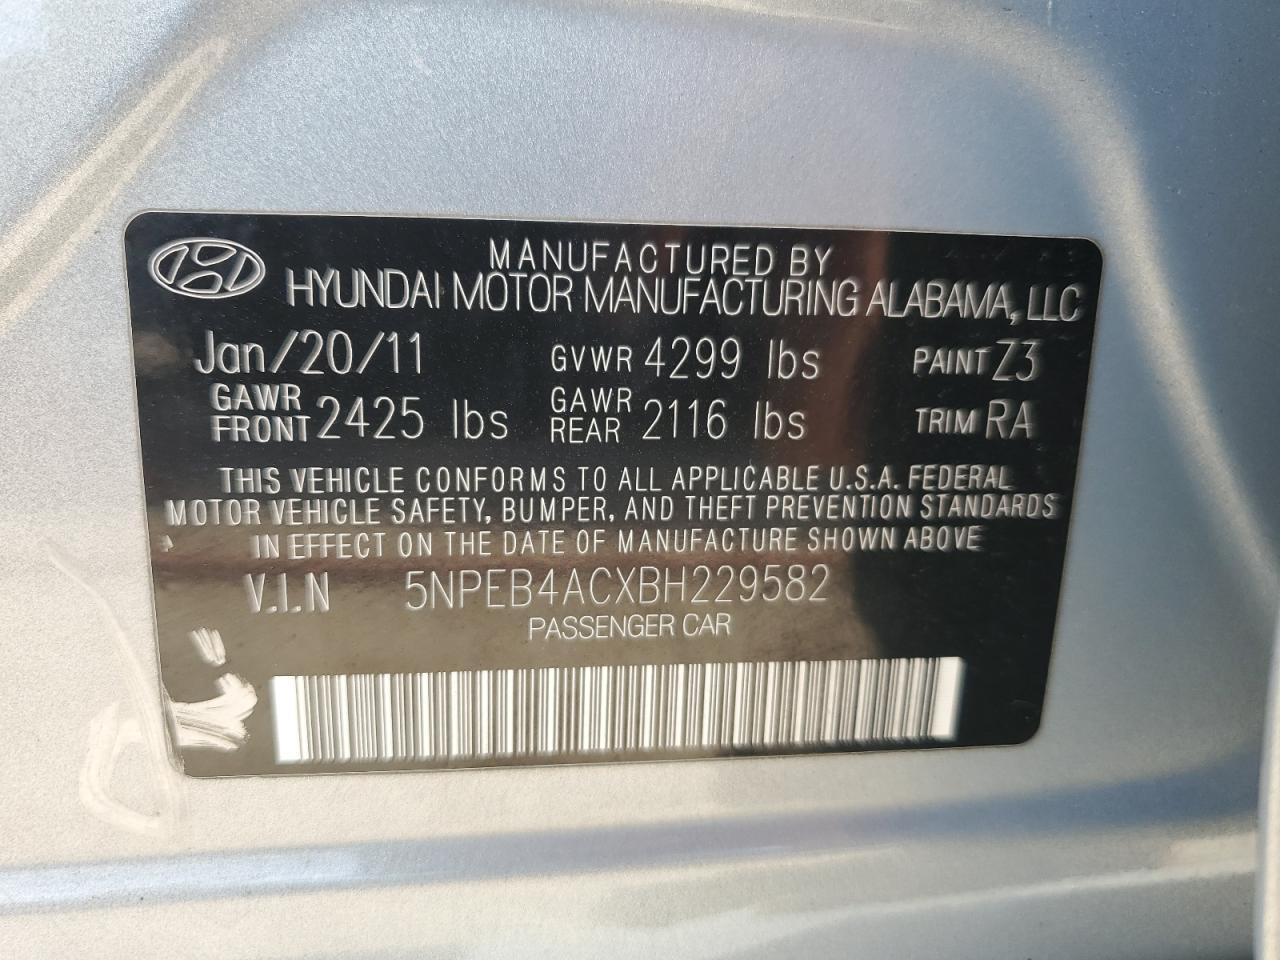 MANUFACTURED BY
HYUNDAI MOTOR MANUFACTURING ALABAMA, LLC
Jan/20/11 GVWR 4299 lbs PAINT Z3
GAWR FRONT 2425 lbs GAWR REAR 2116 lbs TRIM RA
THIS VEHICLE CONFORMS TO ALL APPLICABLE U.S.A. FEDERAL
MOTOR VEHICLE SAFETY, BUMPER, AND THEFT PREVENTION STANDARDS
IN EFFECT ON THE DATE OF MANUFACTURE SHOWN ABOVE
V.I.N 5NPEB4ACXBH229582
PASSENGER CAR